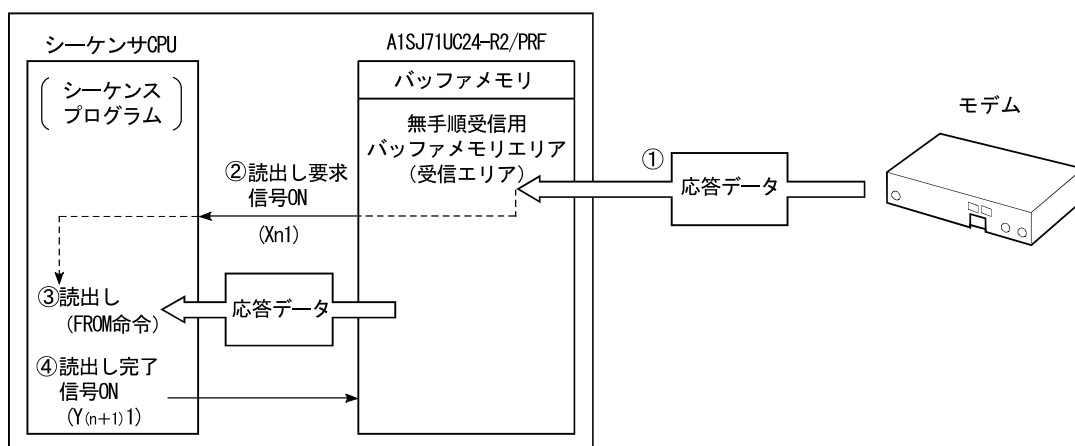 シーケンサCPU
シーケンス
プログラム
A1SJ71UC24-R2/PRF
バッファメモリ
無手順受信用
バッファメモリエリア
(受信エリア)
モデム
①
応答データ
②読出し要求
信号ON
(Xn1)
③読出し
(FROM命令)
応答データ
④読出し完了
信号ON
(Y(n+1)1)